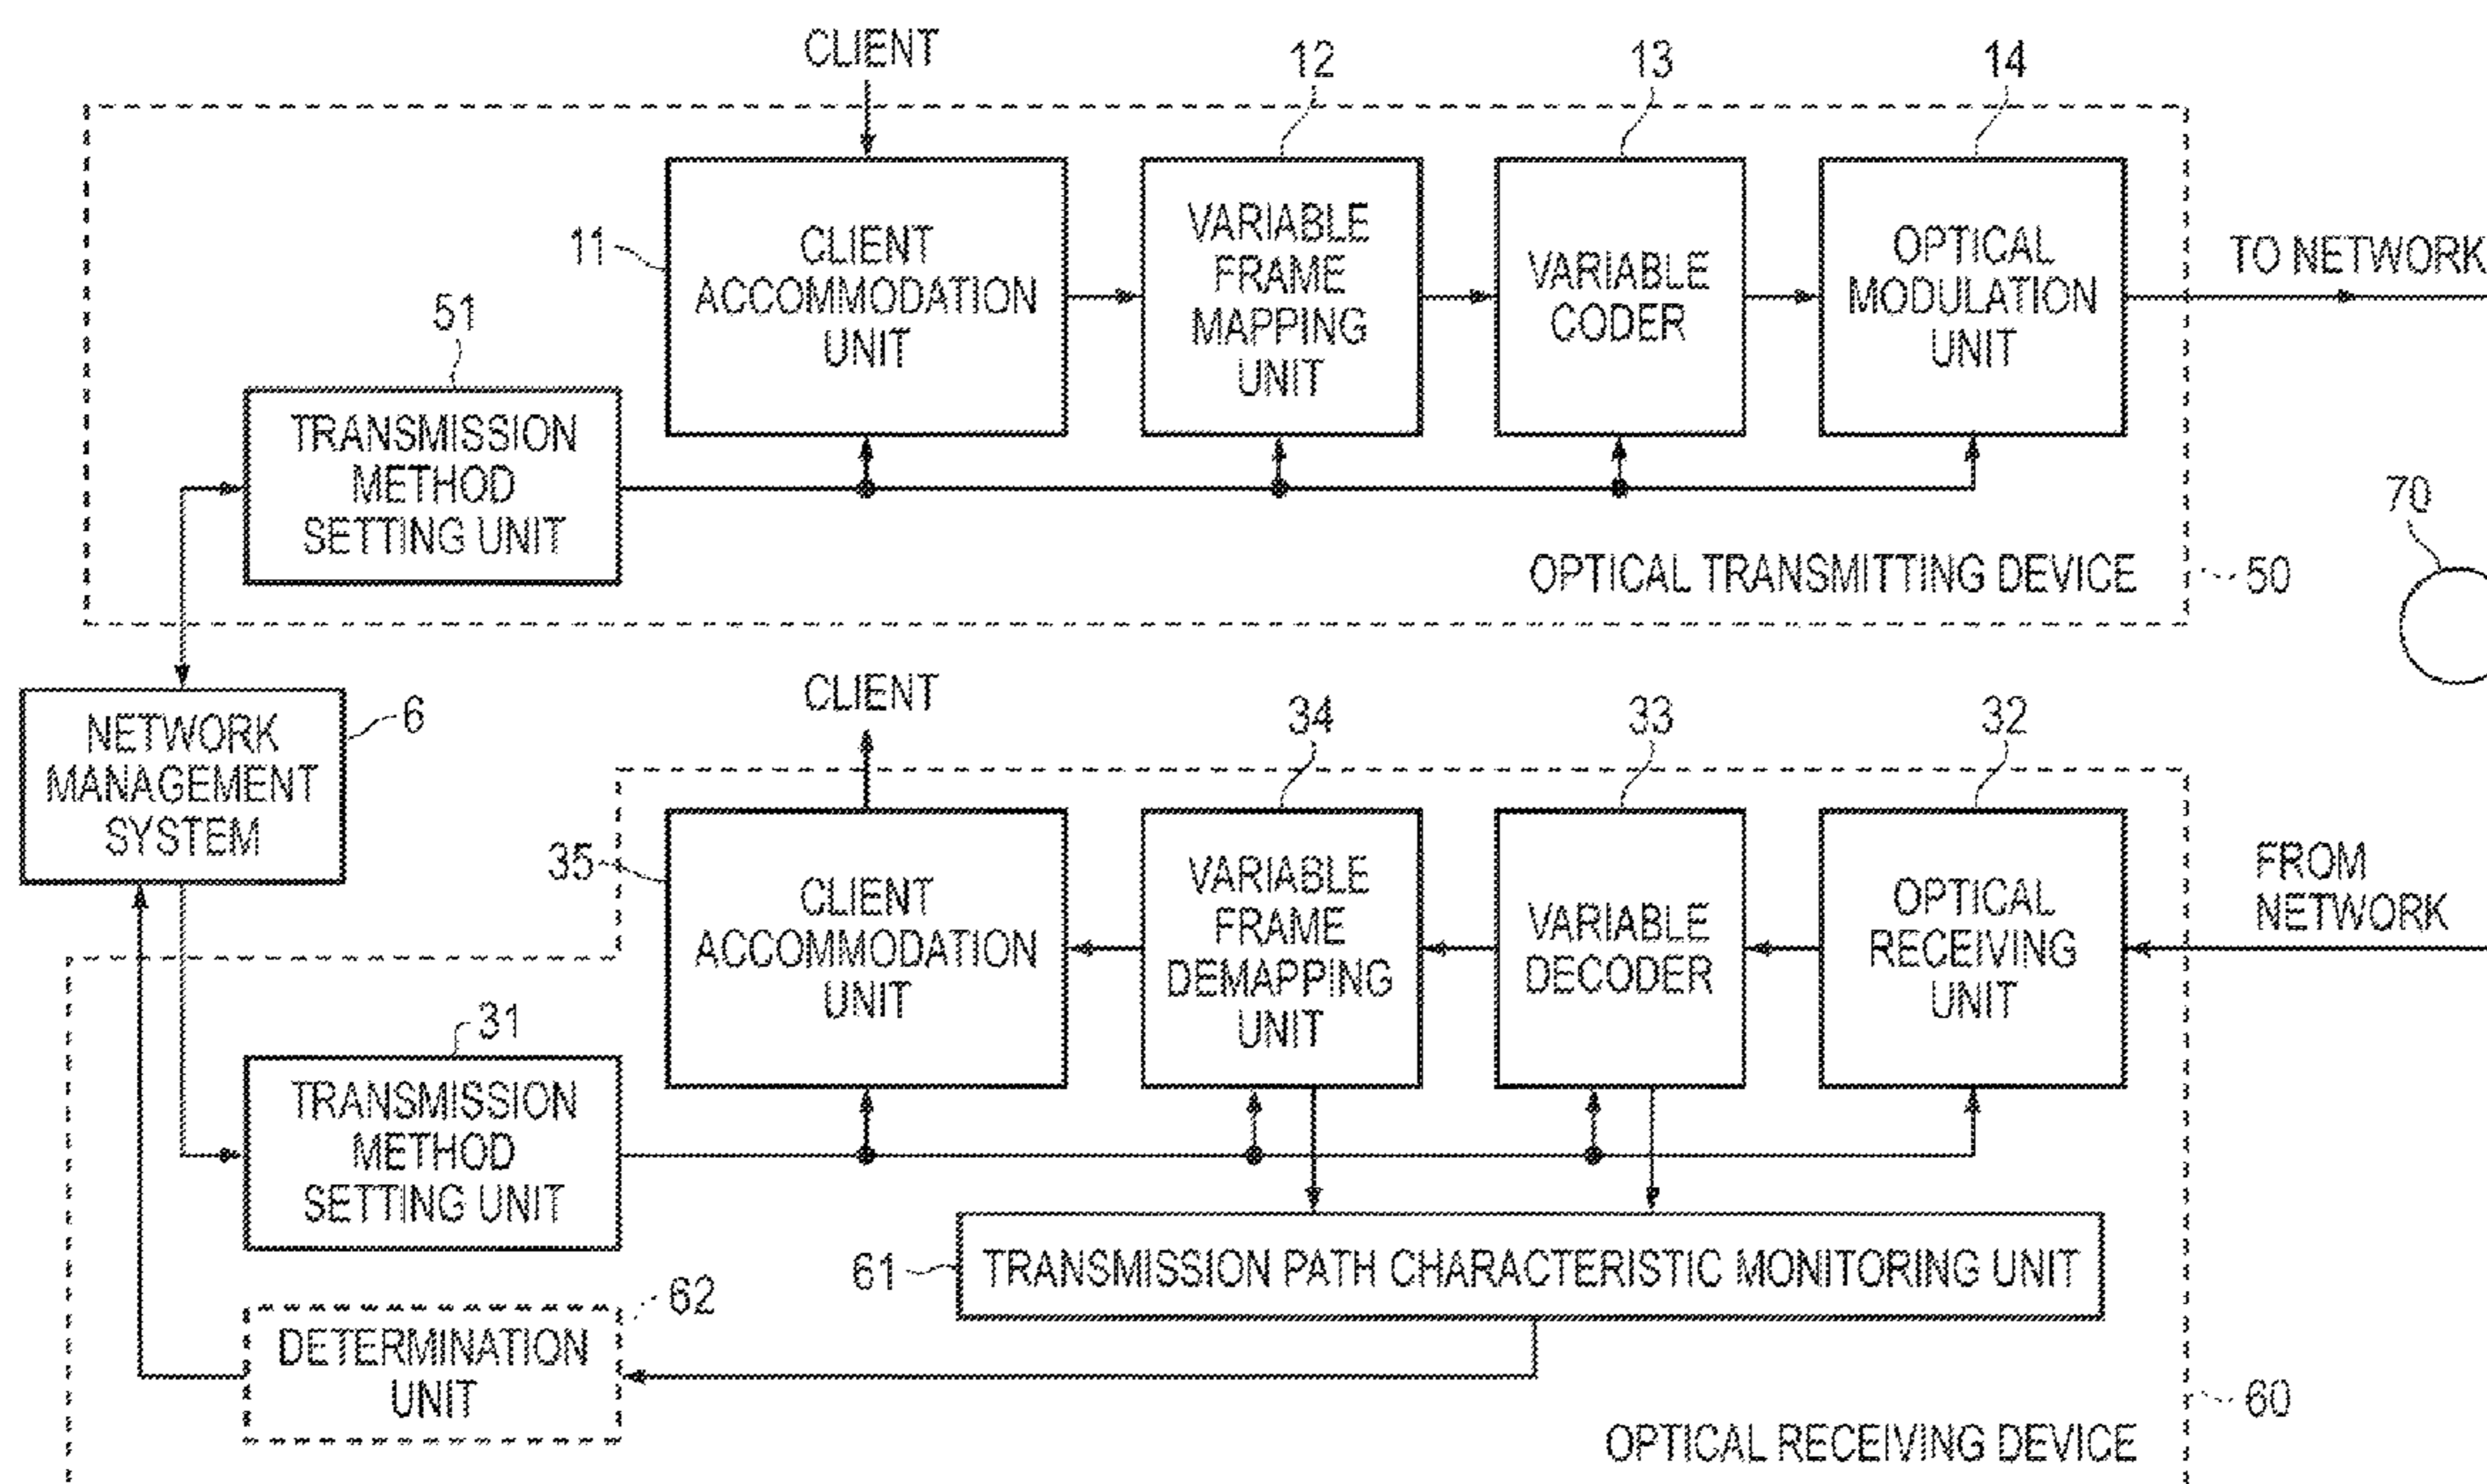 CLIENT
12
13
14
11
CLIENT
ACCOMMODATION
UNIT
VARIABLE
FRAME
MAPPING
UNIT
VARIABLE
CODER
OPTICAL
MODULATION
UNIT
TO NETWORK
51
TRANSMISSION
METHOD
SETTING UNIT
OPTICAL TRANSMITTING DEVICE
50
70
NETWORK
MANAGEMENT
SYSTEM
6
CLIENT
34
33
32
35
CLIENT
ACCOMMODATION
UNIT
VARIABLE
FRAME
DEMAPPING
UNIT
VARIABLE
DECODER
OPTICAL
RECEIVING
UNIT
FROM
NETWORK
31
TRANSMISSION
METHOD
SETTING UNIT
61
TRANSMISSION PATH CHARACTERISTIC MONITORING UNIT
62
DETERMINATION
UNIT
60
OPTICAL RECEIVING DEVICE